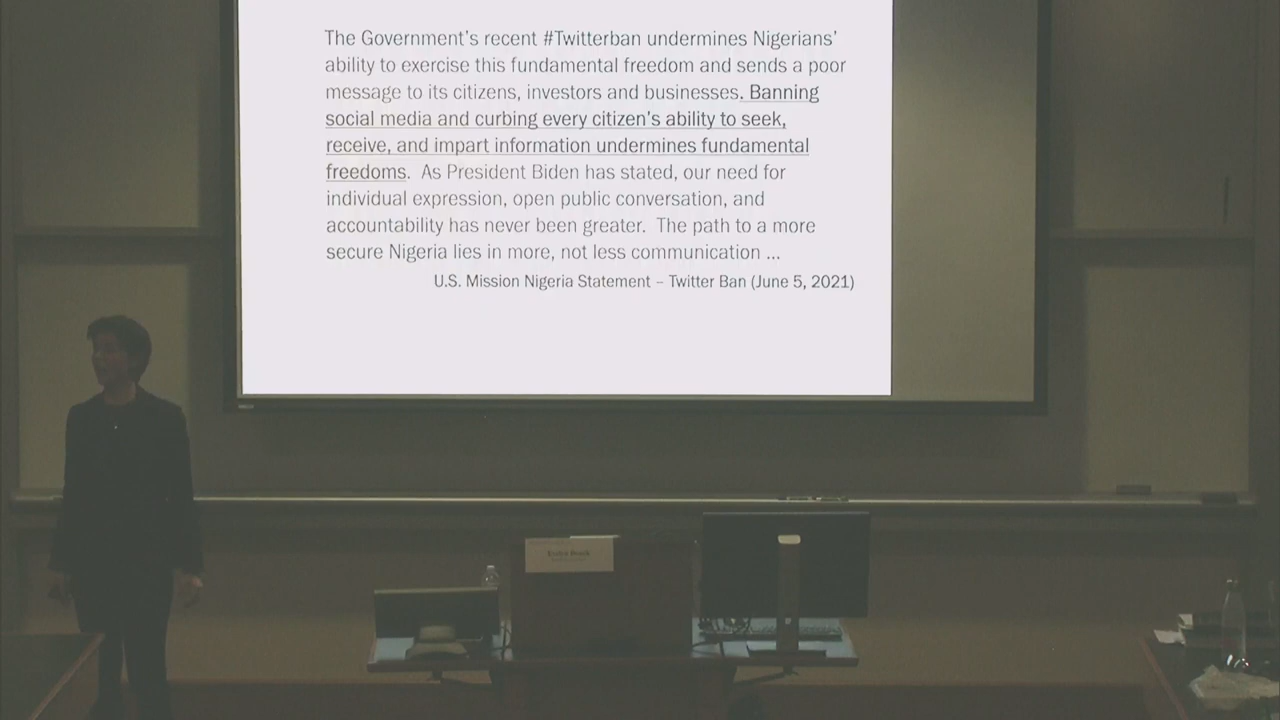 The Government's recent #Twitterban undermines Nigerians'
ability to exercise this fundamental freedom and sends a poor
message to its citizens, investors and businesses. Banning
social media and curbing every citizen's ability to seek,
receive, and impart information undermines fundamental
freedoms.  As President Biden has stated, our need for
individual expression, open public conversation, and
accountability has never been greater.  The path to a more
secure Nigeria lies in more, not less communication ...
U.S. Mission Nigeria Statement – Twitter Ban (June 5, 2021)